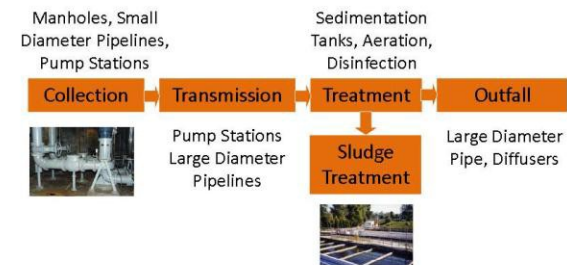 Manholes, Small
Diameter Pipelines,
Pump Stations
Sedimentation
Tanks, Aeration,
Disinfection
Collection
Transmission
Treatment
Outfall
Pump Stations
Large Diameter
Pipelines
Sludge
Treatment
Large Diameter
Pipe, Diffusers